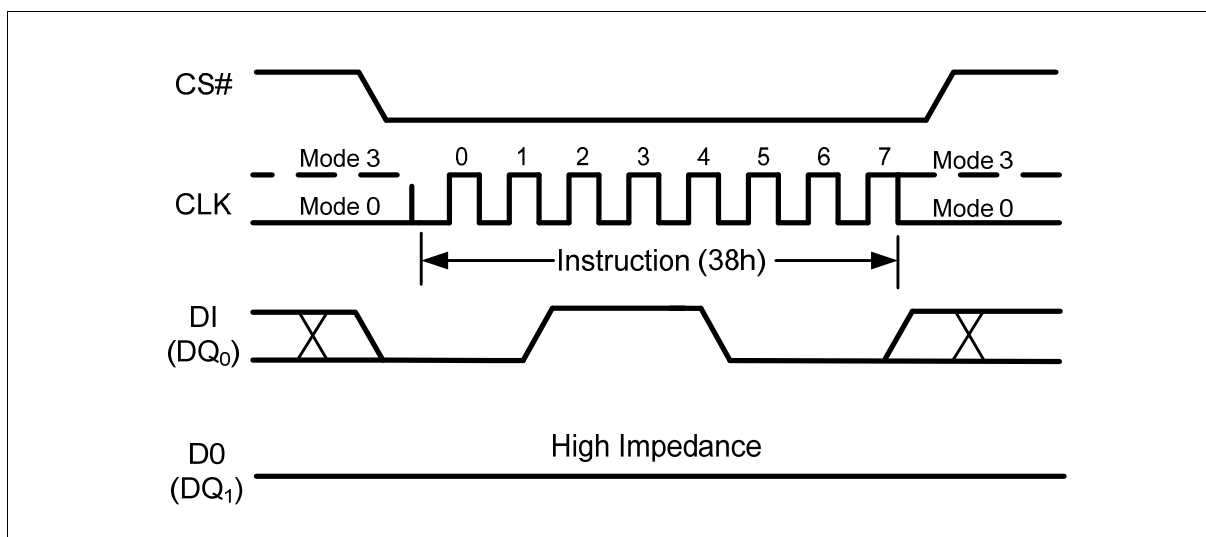 CS#
Mode 3 0 1 2 3 4 5 6 7 Mode 3
CLK Mode 0 Mode 0
Instruction (38h)
DI
(DQ₀)
High Impedance
D0
(DQ₁)